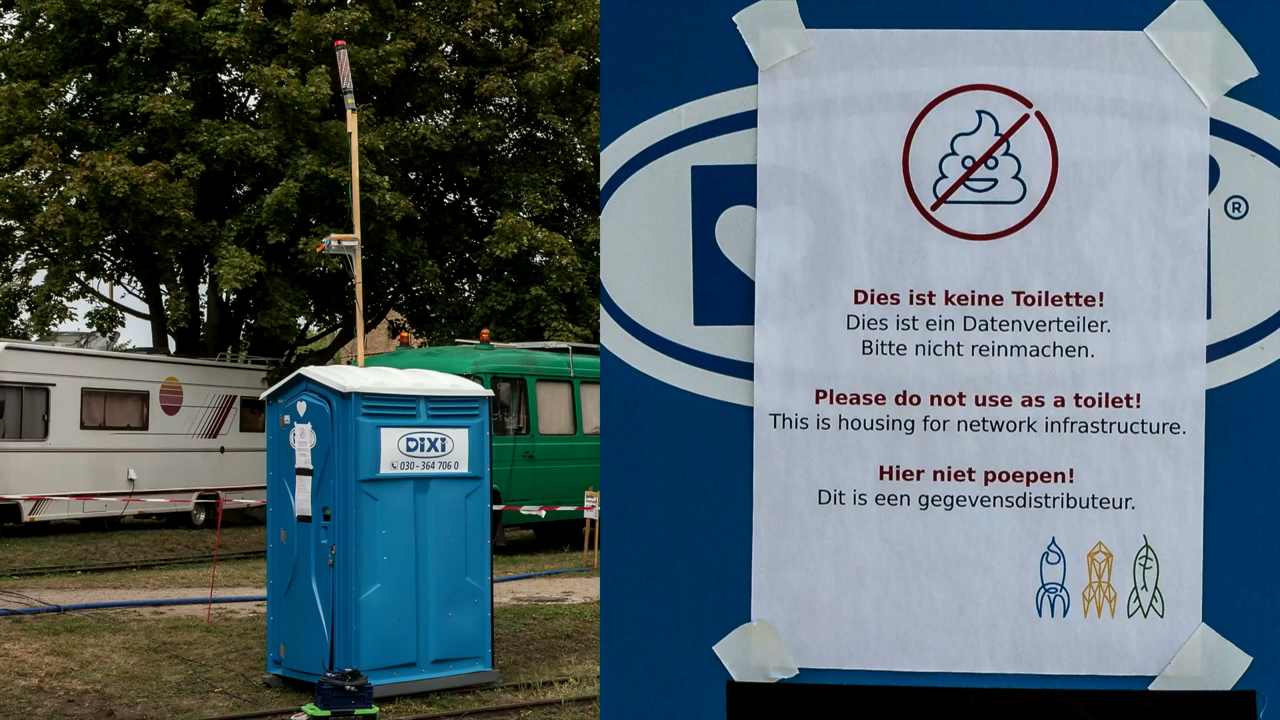 DIXI
030 - 364 706 0
®
Dies ist keine Toilette!
Dies ist ein Datenverteiler.
Bitte nicht reinmachen.
Please do not use as a toilet!
This is housing for network infrastructure.
Hier niet poepen!
Dit is een gegevensdistributeur.